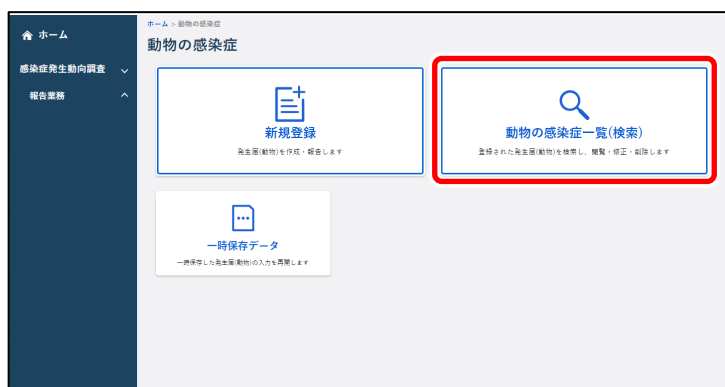 ホーム
感染症発生動向調査
報告業務
ホーム > 動物の感染症
動物の感染症
新規登録
発生届(動物)を作成・報告します
動物の感染症一覧(検索)
登録された発生届(動物)を検索し、閲覧・修正・削除します
一時保存データ
一時保存した発生届(動物)の入力を再開します